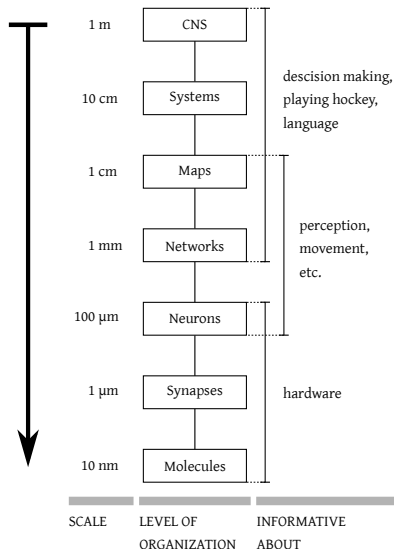 1 m
CNS
10 cm
Systems
descision making,
playing hockey,
language
1 cm
Maps
1 mm
Networks
perception,
movement,
etc.
100 µm
Neurons
1 µm
Synapses
hardware
10 nm
Molecules
SCALE
LEVEL OF
ORGANIZATION
INFORMATIVE
ABOUT